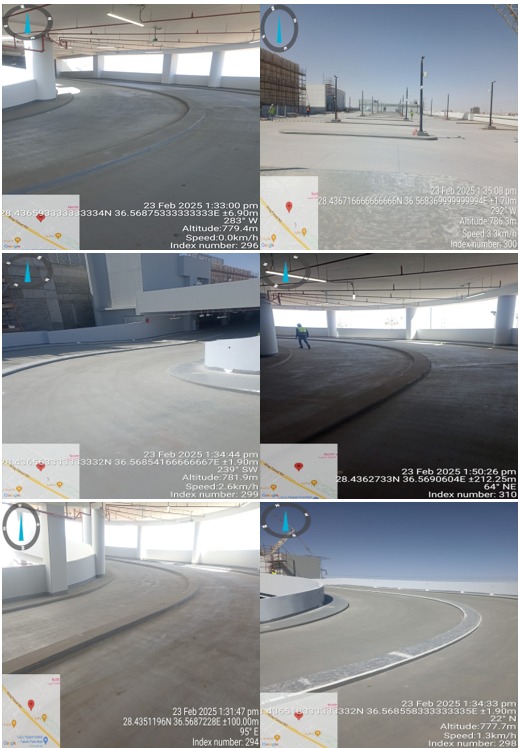 23 Feb 2025 1:33:00 pm
28.436593333333334N 36.56875333333333E ±6.90m
283° W
Altitude:779.4m
Speed:0.0km/h
Index number: 296
23 Feb 2025 1:35:08 pm
28.436716666666666N 36.568369999999994E ±1.70m
292° W
Altitude:786.3m
Speed:3.3km/h
Index number: 300
23 Feb 2025 1:34:44 pm
36.56854166666667E ±1.90m
239° SW
Altitude:781.9m
Speed:2.6km/h
Index number: 299
23 Feb 2025 1:50:26 pm
28.4362733N 36.5690604E ±212.25m
64° NE
Index number: 310
23 Feb 2025 1:31:47 pm
28.4351196N 36.5687228E ±100.00m
95° E
Index number: 294
23 Feb 2025 1:34:33 pm
36.56855833333335E ±1.90m
22° N
Altitude:777.7m
Speed:1.3km/h
Index number: 298